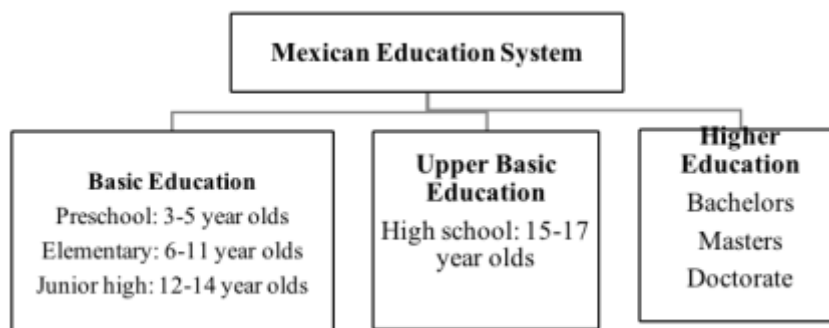 Mexican Education System
Basic Education
Preschool: 3-5 year olds
Elementary: 6-11 year olds
Junior high: 12-14 year olds
Upper Basic
Education
High school: 15-17
year olds
Higher
Education
Bachelors
Masters
Doctorate